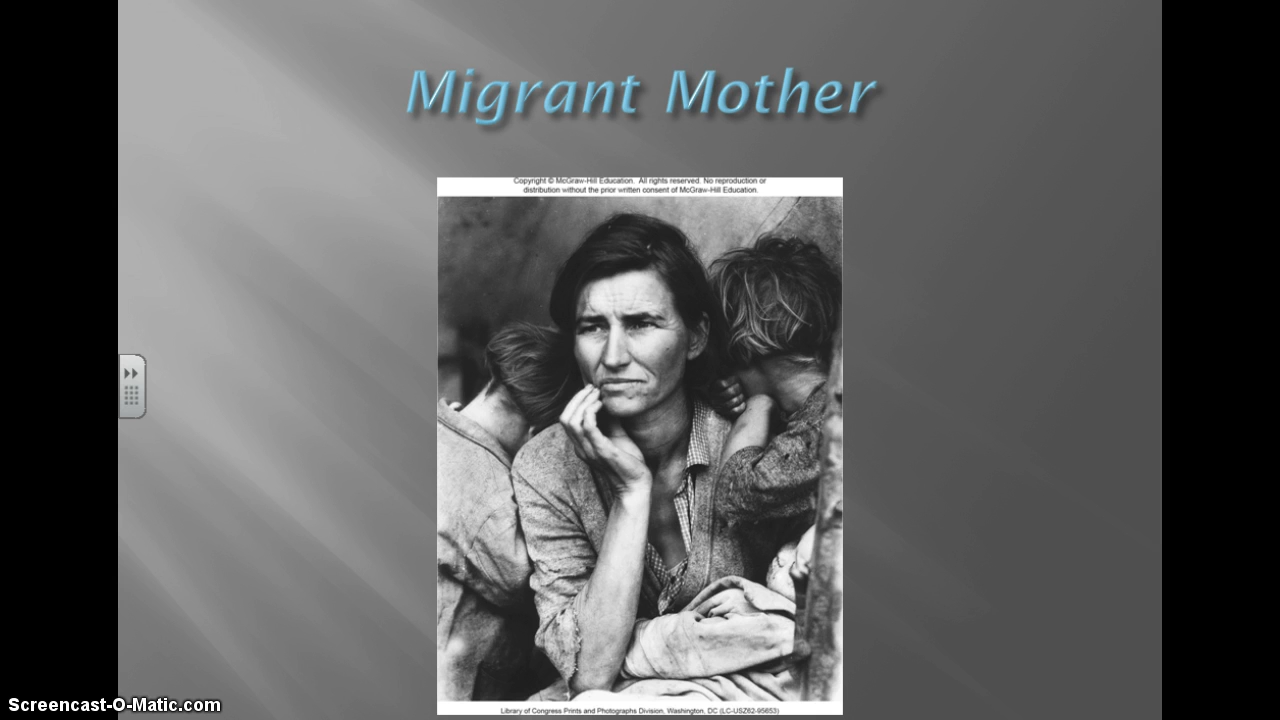 Migrant Mother
Copyright © McGraw-Hill Education. All rights reserved. No reproduction or
distribution without the prior written consent of McGraw-Hill Education.
Library of Congress Prints and Photographs Division, Washington, DC (LC-USZ62-95653)
Screencast-O-Matic.com